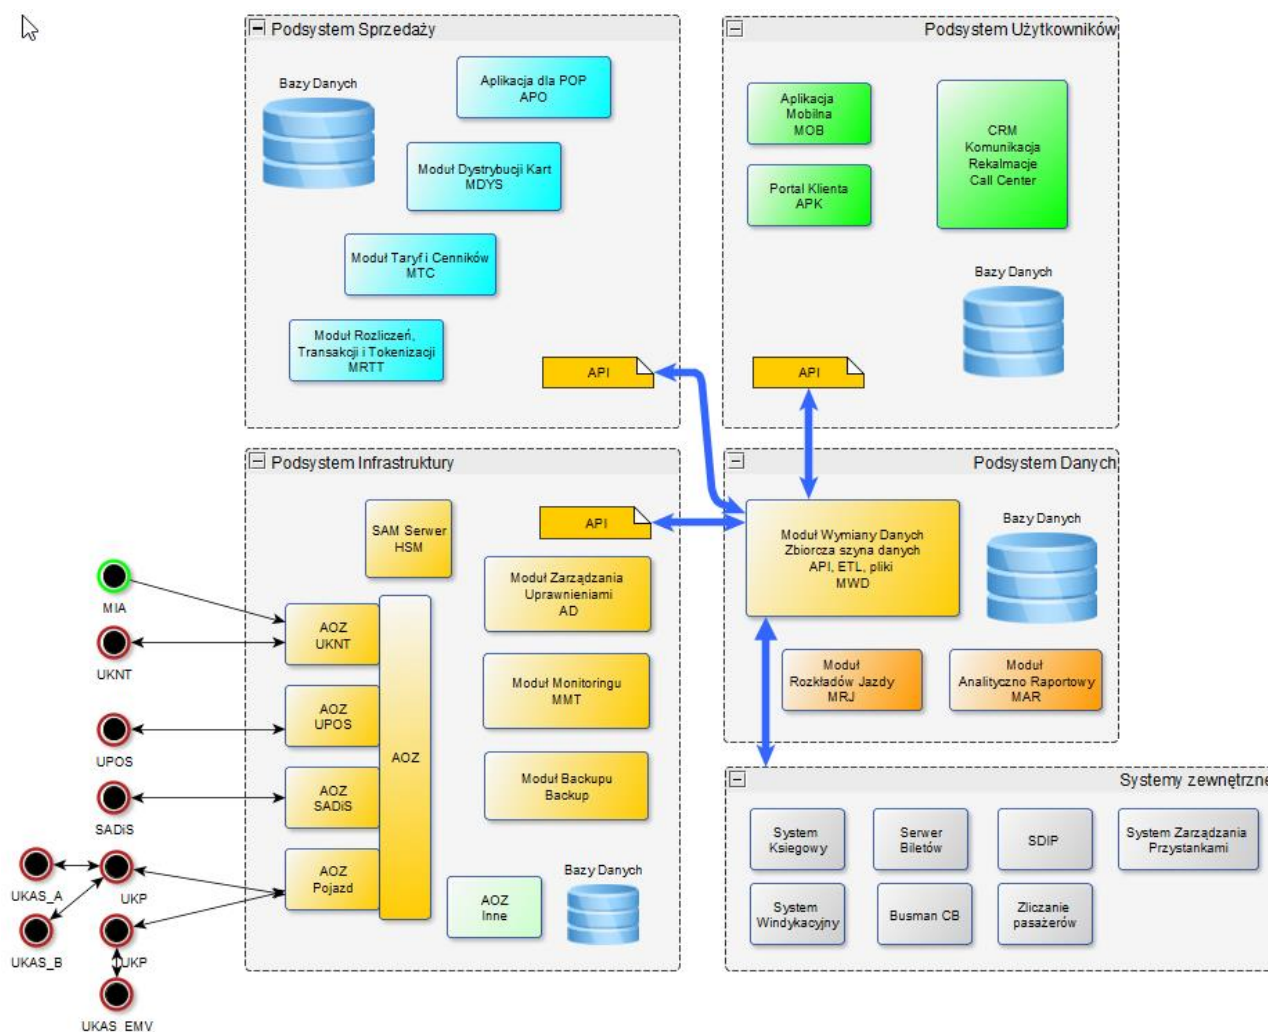 Podsystem Sprzedaży
Bazy Danych
Aplikacja dla POP
APO
Moduł Dystrybucji Kart
MDYS
Moduł Taryf i Cenników
MTC
Moduł Rozliczeń,
Transakcji i Tokenizacji
MRTT
API
Podsystem Użytkowników
Aplikacja
Mobilna
MOB
CRM
Komunikacja
Rekalmacje
Call Center
Portal Klienta
APK
Bazy Danych
API
Podsystem Infrastruktury
SAM Serwer
HSM
API
Moduł Zarządzania
Uprawnieniami
AD
AOZ
UKNT
AOZ
UPOS
AOZ
SADiS
AOZ
Pojazd
AOZ
Moduł Monitoringu
MMT
Moduł Backupu
Backup
AOZ
Inne
Bazy Danych
MIA
UKNT
UPOS
SADiS
UKAS_A
UKP
UKAS_B
UKP
UKAS_EMV
Podsystem Danych
Moduł Wymiany Danych
Zbiorcza szyna danych
API, ETL, pliki
MWD
Bazy Danych
Moduł
Rozkładów Jazdy
MRJ
Moduł
Analityczno Raportowy
MAR
Systemy zewnętrzne
System
Ksiegowy
Serwer
Biletów
SDIP
System Zarządzania
Przystankami
System
Windykacyjny
Busman CB
Zliczanie
pasażerów